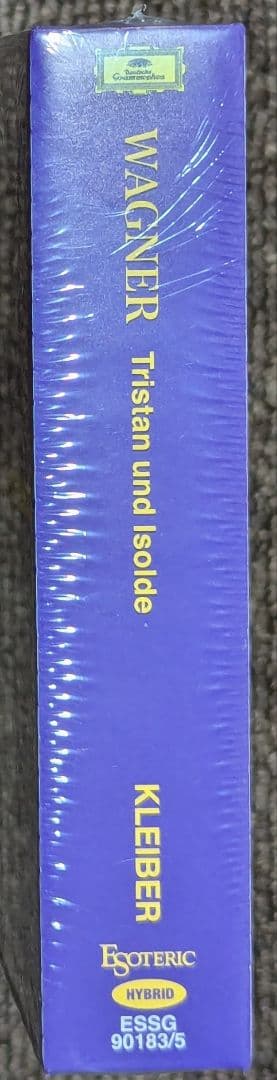 Deutsche
Grammophon
WAGNER Tristan und Isolde KLEIBER
ESOTERIC
HYBRID
ESSG
90183/5